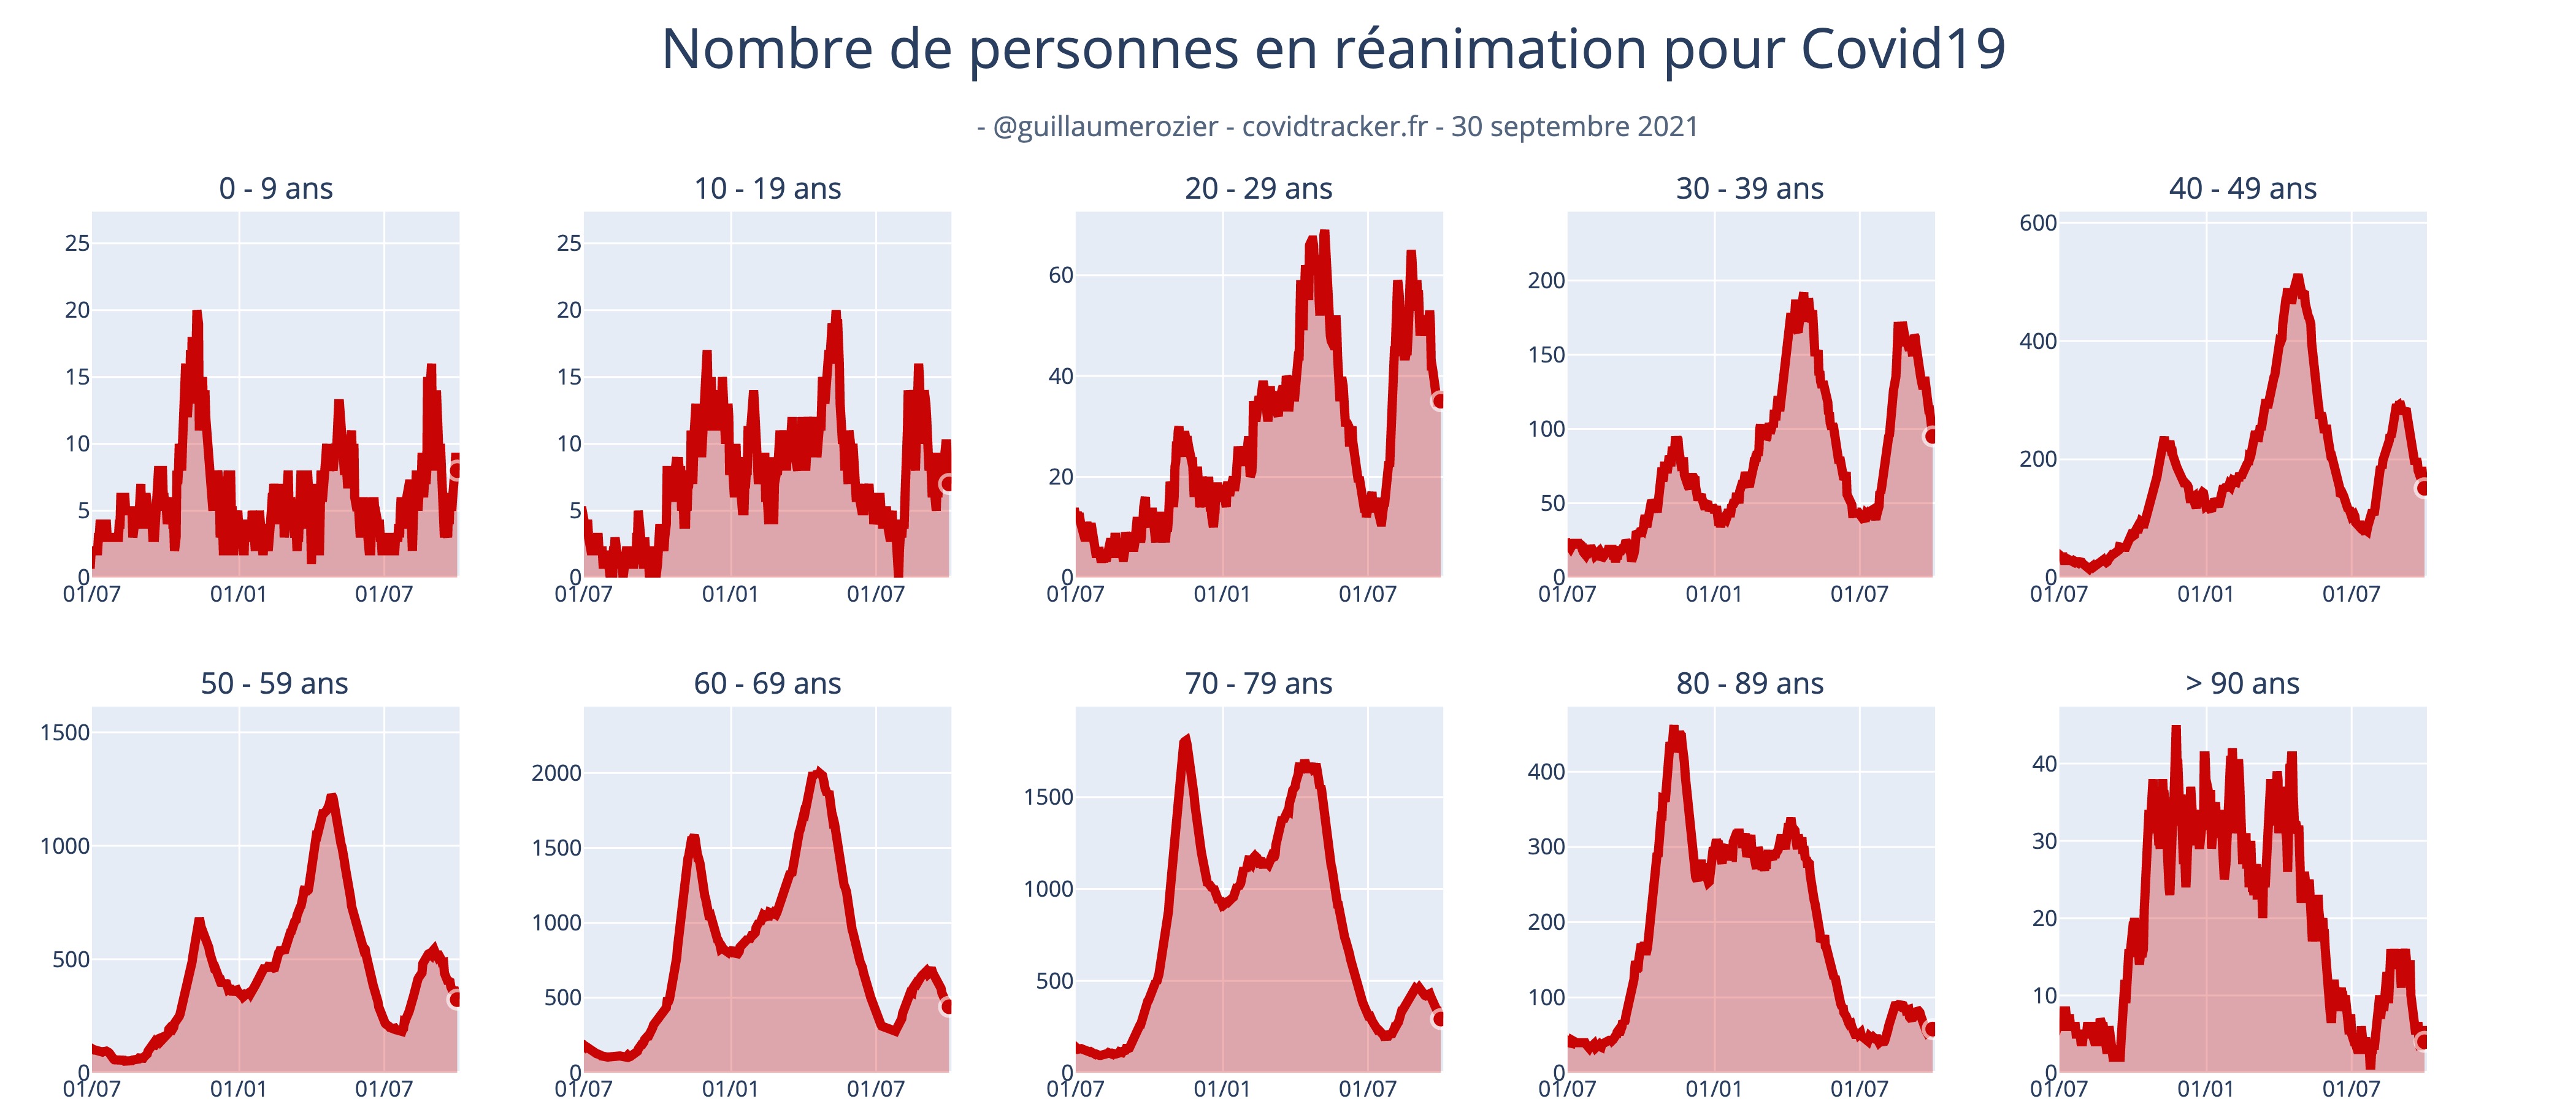 Nombre de personnes en réanimation pour Covid19
- @guillaumerozier - covidtracker.fr - 30 septembre 2021
0 - 9 ans
25
20
15
10
5
0
01/07 01/01 01/07
10 - 19 ans
25
20
15
10
5
0
01/07 01/01 01/07
20 - 29 ans
60
40
20
0
01/07 01/01 01/07
30 - 39 ans
200
150
100
50
0
01/07 01/01 01/07
40 - 49 ans
600
400
200
0
01/07 01/01 01/07
50 - 59 ans
1500
1000
500
0
01/07 01/01 01/07
60 - 69 ans
2000
1500
1000
500
0
01/07 01/01 01/07
70 - 79 ans
1500
1000
500
0
01/07 01/01 01/07
80 - 89 ans
400
300
200
100
0
01/07 01/01 01/07
> 90 ans
40
30
20
10
0
01/07 01/01 01/07